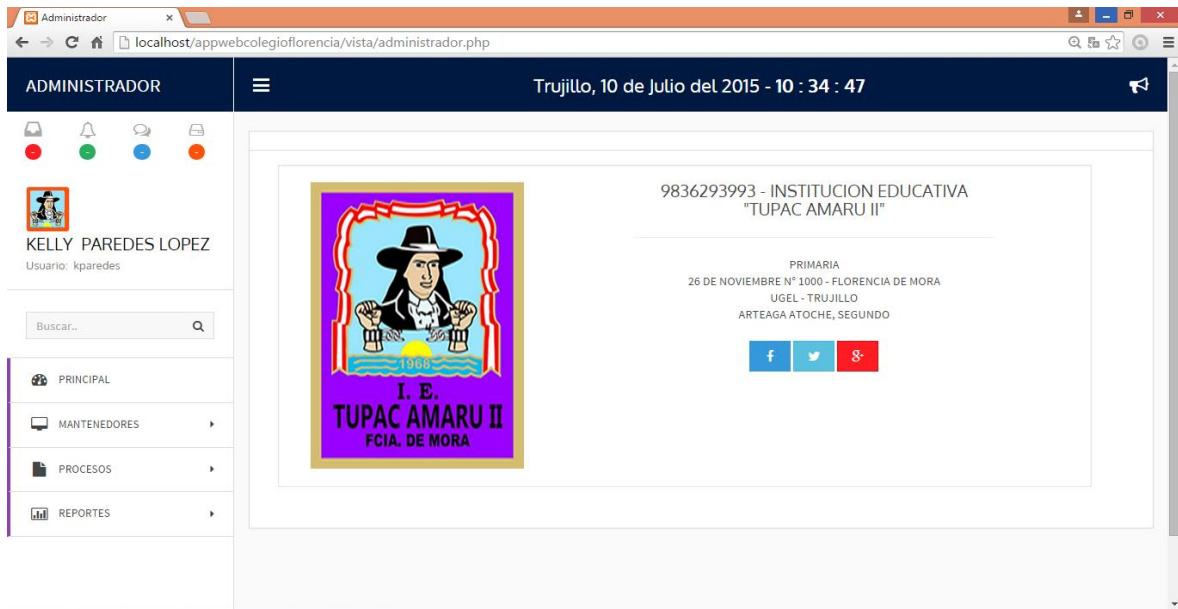 Administrador
localhost/appwebcolegioflorencia/vista/administrador.php
ADMINISTRADOR
Trujillo, 10 de Julio del 2015 - 10 : 34 : 47
KELLY PAREDES LOPEZ
Usuario: kparedes
Buscar..
PRINCIPAL
MANTENEDORES
PROCESOS
REPORTES
1968
I. E.
TUPAC AMARU II
FCIA. DE MORA
9836293993 - INSTITUCION EDUCATIVA
"TUPAC AMARU II"
PRIMARIA
26 DE NOVIEMBRE N° 1000 - FLORENCIA DE MORA
UGEL - TRUJILLO
ARTEAGA ATOCHE, SEGUNDO